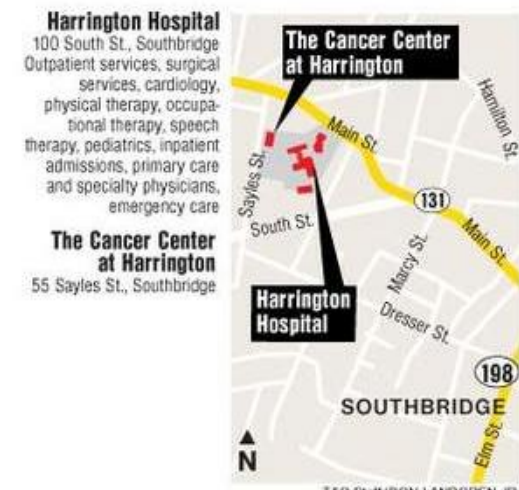 Harrington Hospital
100 South St., Southbridge
Outpatient services, surgical
services, cardiology,
physical therapy, occupa-
tional therapy, speech
therapy, pediatrics, inpatient
admissions, primary care
and specialty physicians,
emergency care
The Cancer Center
at Harrington
55 Sayles St., Southbridge
The Cancer Center
at Harrington
Hamilton St.
Main St.
Sayles St.
131
South St.
Main St.
Marcy St.
Harrington
Hospital
Dresser St.
198
SOUTHBRIDGE
Elm St.
N